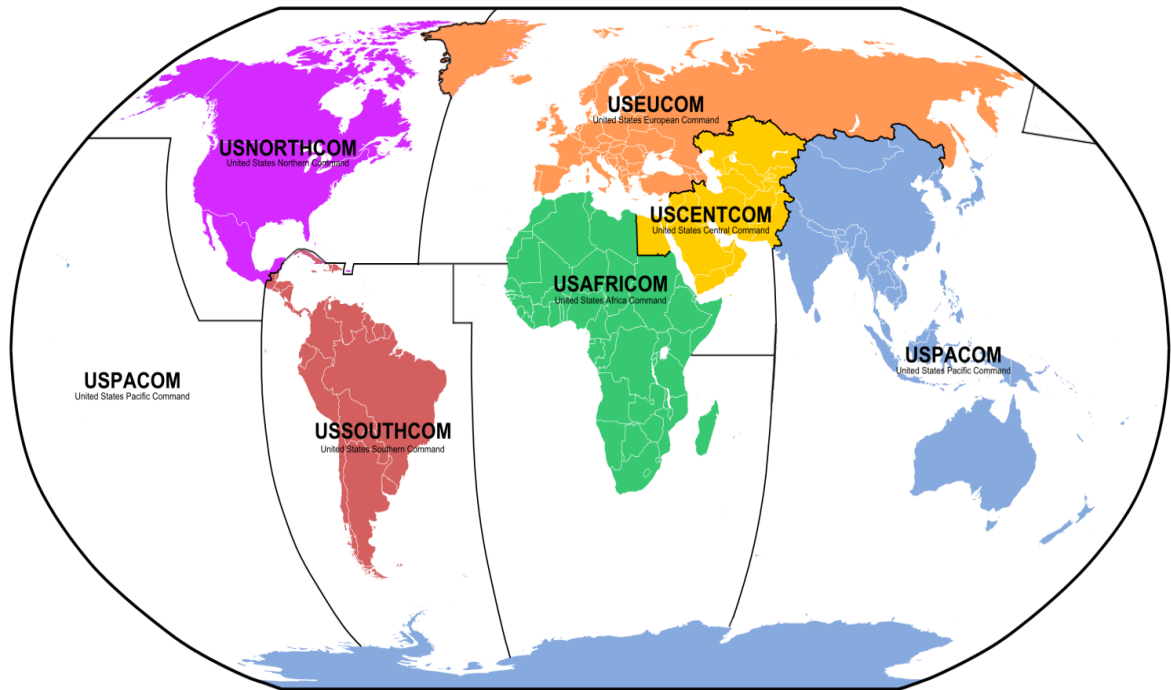 USEUCOM
United States European Command
USNORTHCOM
United States Northern Command
USCENTCOM
United States Central Command
USAFRICOM
United States Africa Command
USPACOM
United States Pacific Command
USPACOM
United States Pacific Command
USSOUTHCOM
United States Southern Command